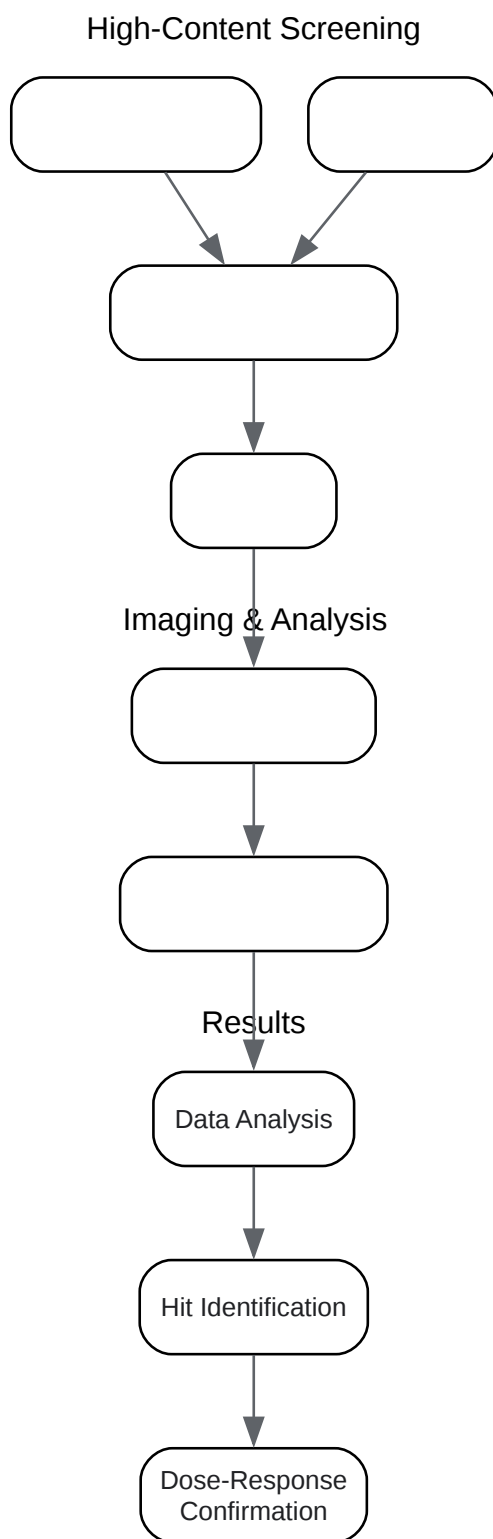 High-Content Screening
Imaging & Analysis
Results
Data Analysis
Hit Identification
Dose-Response
Confirmation